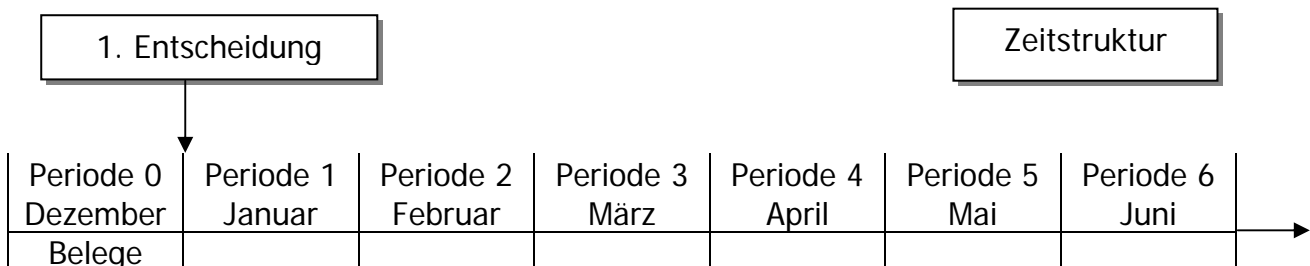 1. Entscheidung
Zeitstruktur
Periode 0
Dezember
Belege
Periode 1
Januar
Periode 2
Februar
Periode 3
März
Periode 4
April
Periode 5
Mai
Periode 6
Juni